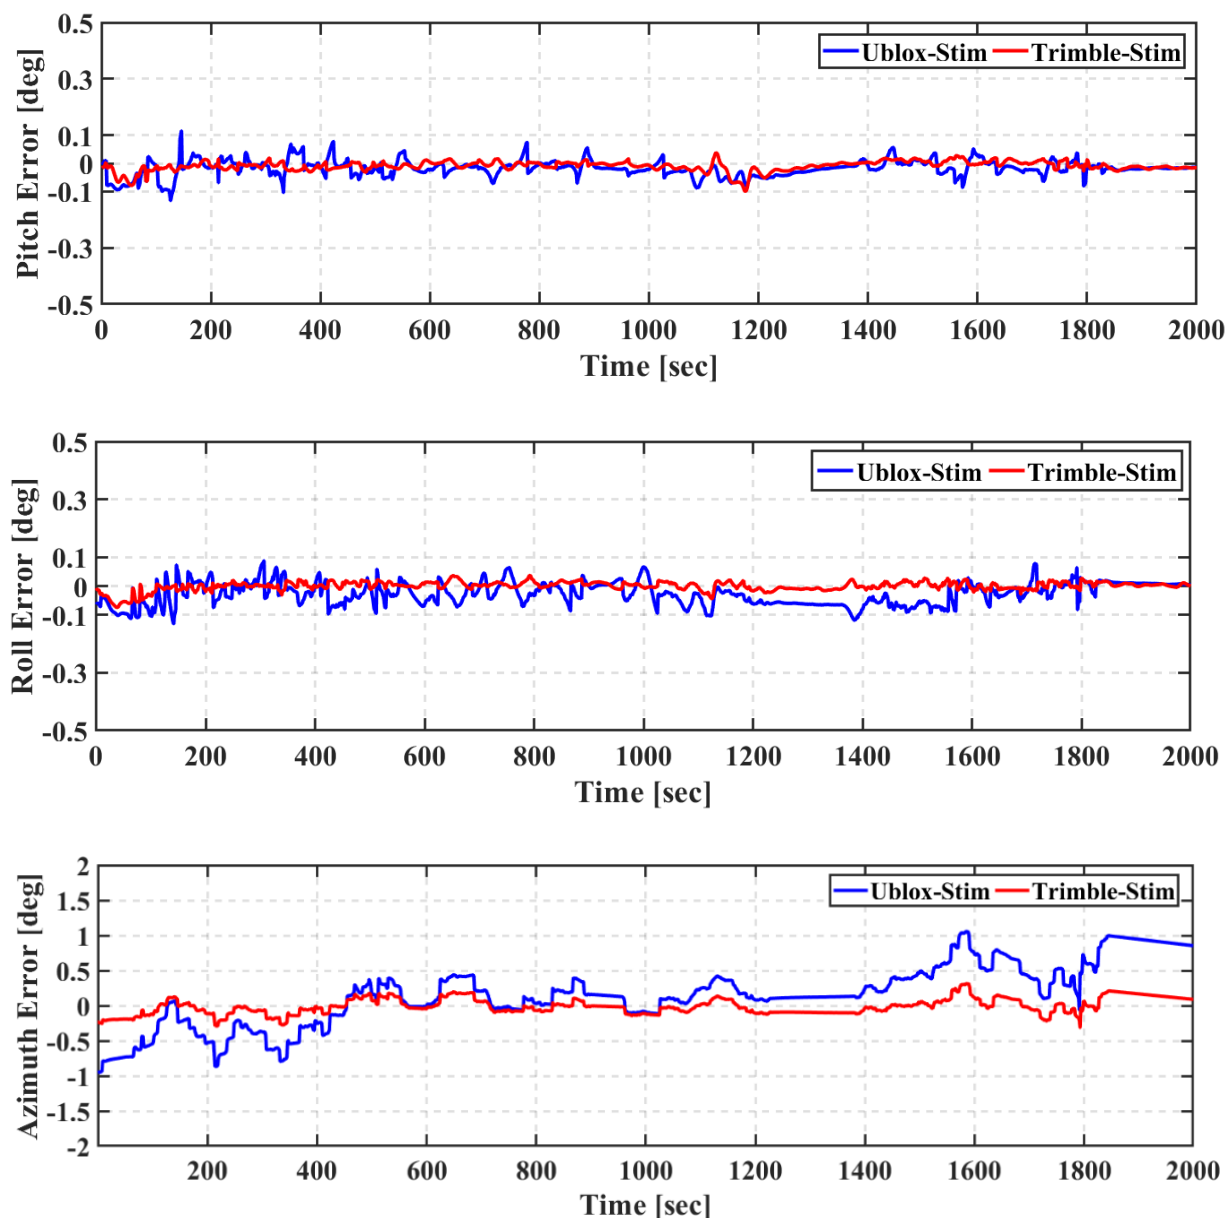 Pitch Error [deg]
0.5
0.3
0.1
0
-0.1
-0.3
-0.5
Ublox-Stim Trimble-Stim
0 200 400 600 800 1000 1200 1400 1600 1800 2000
Time [sec]
Roll Error [deg]
0.5
0.3
0.1
0
-0.1
-0.3
-0.5
Ublox-Stim Trimble-Stim
0 200 400 600 800 1000 1200 1400 1600 1800 2000
Time [sec]
Azimuth Error [deg]
2
1.5
1
0.5
0
-0.5
-1
-1.5
-2
Ublox-Stim Trimble-Stim
200 400 600 800 1000 1200 1400 1600 1800 2000
Time [sec]